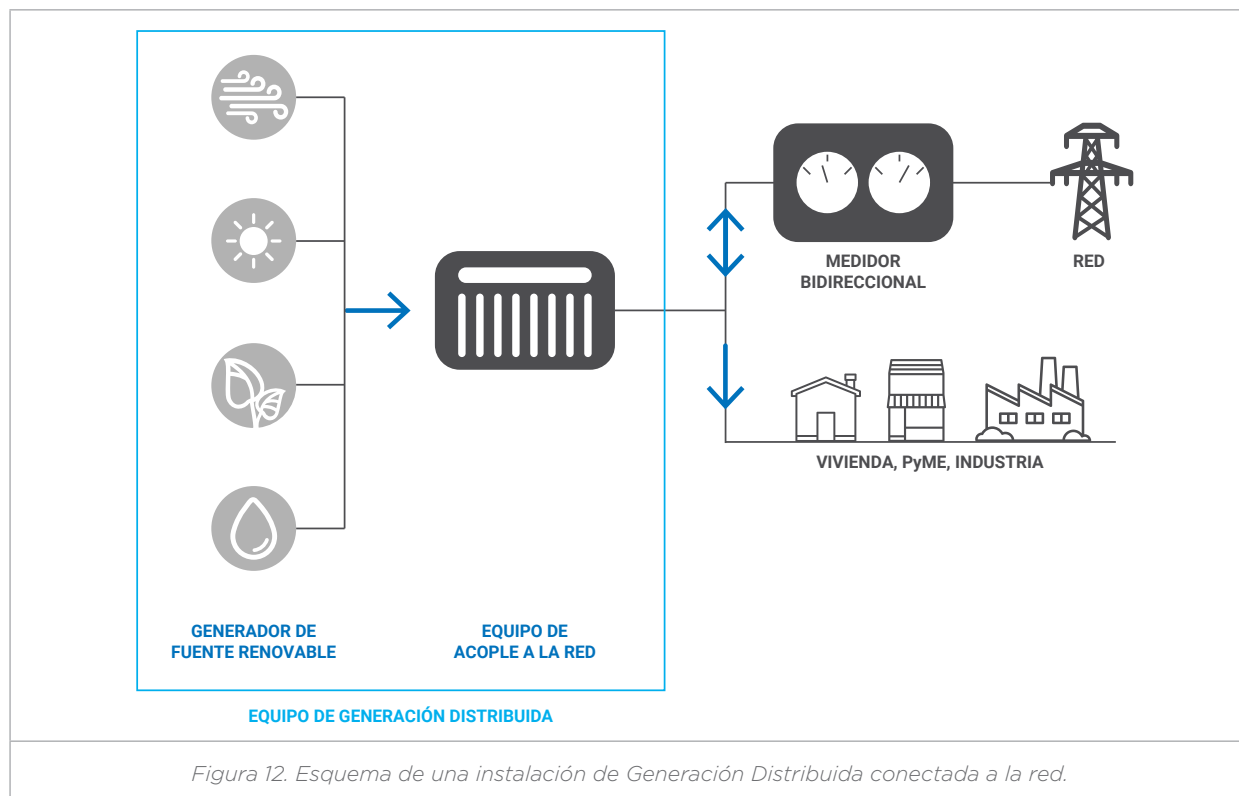 MEDIDOR
BIDIRECCIONAL
RED
VIVIENDA, PyME, INDUSTRIA
GENERADOR DE
FUENTE RENOVABLE
EQUIPO DE
ACOPLE A LA RED
EQUIPO DE GENERACIÓN DISTRIBUIDA
Figura 12. Esquema de una instalación de Generación Distribuida conectada a la red.